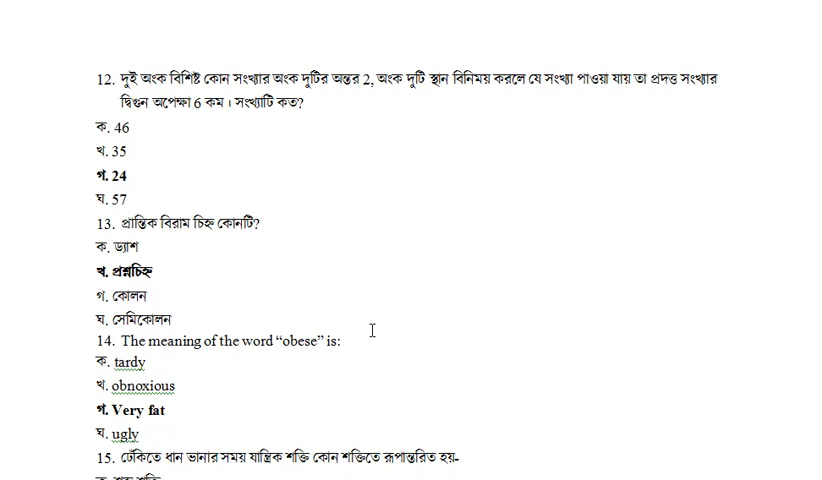 12. দুই অংক বিশিষ্ট কোন সংখ্যার অংক দুটির অন্তর 2, অংক দুটি স্থান বিনিময় করলে যে সংখ্যা পাওয়া যায় তা প্রদত্ত সংখ্যার
দ্বিগুন অপেক্ষা 6 কম। সংখ্যাটি কত?
ক. 46
খ. 35
গ. 24
ঘ. 57
13. প্রান্তিক বিরাম চিহ্ন কোনটি?
ক. ড্যাশ
খ. প্রশ্নচিহ্ন
গ. কোলন
ঘ. সেমিকোলন
14. The meaning of the word “obese” is:
ক. tardy
খ. obnoxious
গ. Very fat
ঘ. ugly
15. ঢেঁকিতে ধান ভানার সময় যান্ত্রিক শক্তি কোন শক্তিতে রূপান্তরিত হয়-